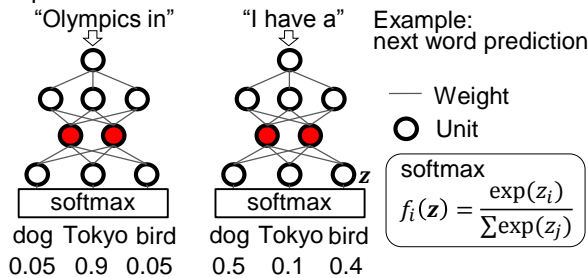 “Olympics in” “I have a” Example:
next word prediction
Weight
Unit
z
softmax softmax softmax
f_i(z) = exp(z_i) / ∑exp(z_j)
dog Tokyo bird dog Tokyo bird
0.05 0.9 0.05 0.5 0.1 0.4